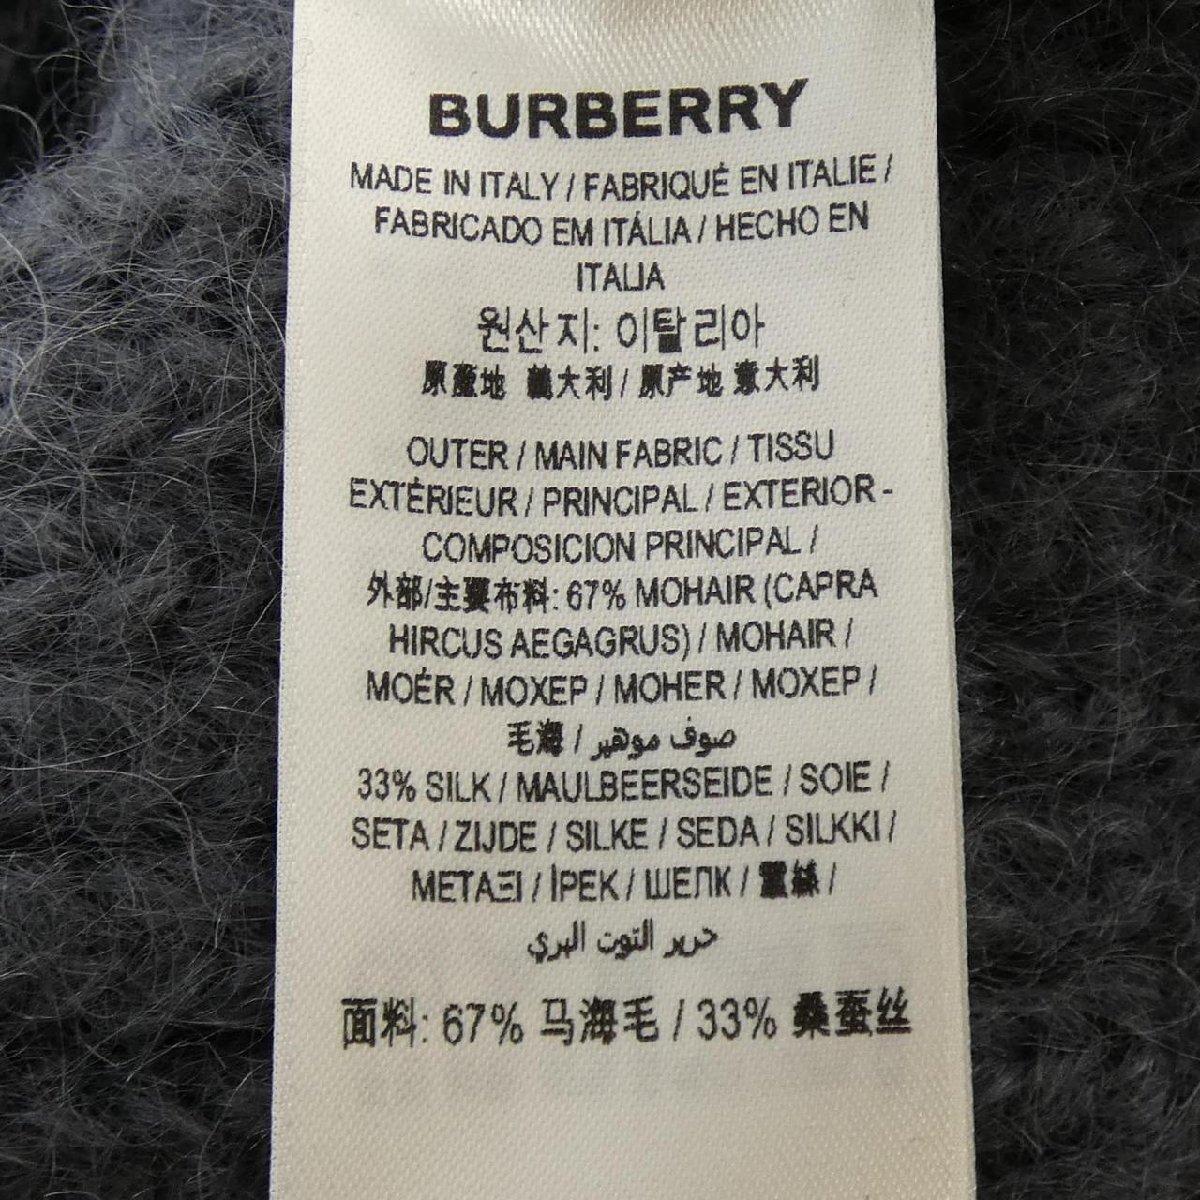 BURBERRY
MADE IN ITALY / FABRIQUÉ EN ITALIE /
FABRICADO EM ITÁLIA / HECHO EN
ITALIA
원산지: 이탈리아
原產地 義大利 / 原产地 意大利
OUTER / MAIN FABRIC / TISSU
EXTÉRIEUR / PRINCIPAL / EXTERIOR -
COMPOSICION PRINCIPAL /
外部/主要布料: 67% MOHAIR (CAPRA
HIRCUS AEGAGRUS) / MOHAIR /
MOÉR / MOXEP / MOHER / MOXEP /
毛海 / صوف موهير
33% SILK / MAULBEERSEIDE / SOIE /
SETA / ZIJDE / SILKE / SEDA / SILKKI /
ΜΕΤΑΞΙ / İPEK / ШЕЛК / 蠶絲 /
حرير التوت البري
面料: 67% 马海毛 / 33% 桑蚕丝